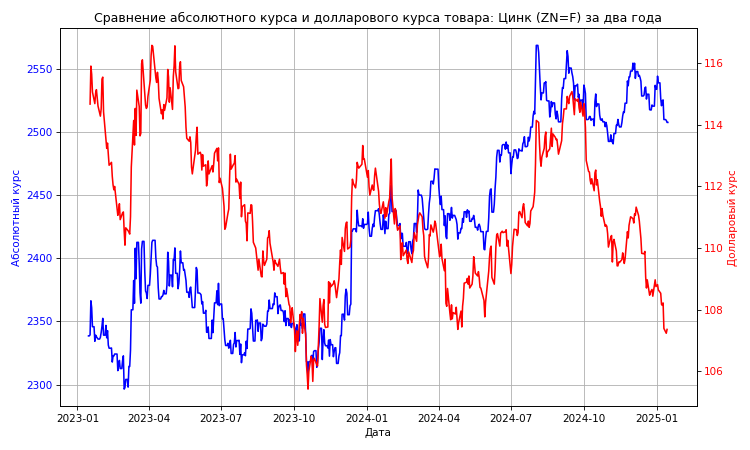 Сравнение абсолютного курса и долларового курса товара: Цинк (ZN=F) за два года
Абсолютный курс
2550
2500
2450
2400
2350
2300
116
114
112
110
108
106
Долларовый курс
2023-01 2023-04 2023-07 2023-10 2024-01 2024-04 2024-07 2024-10 2025-01
Дата